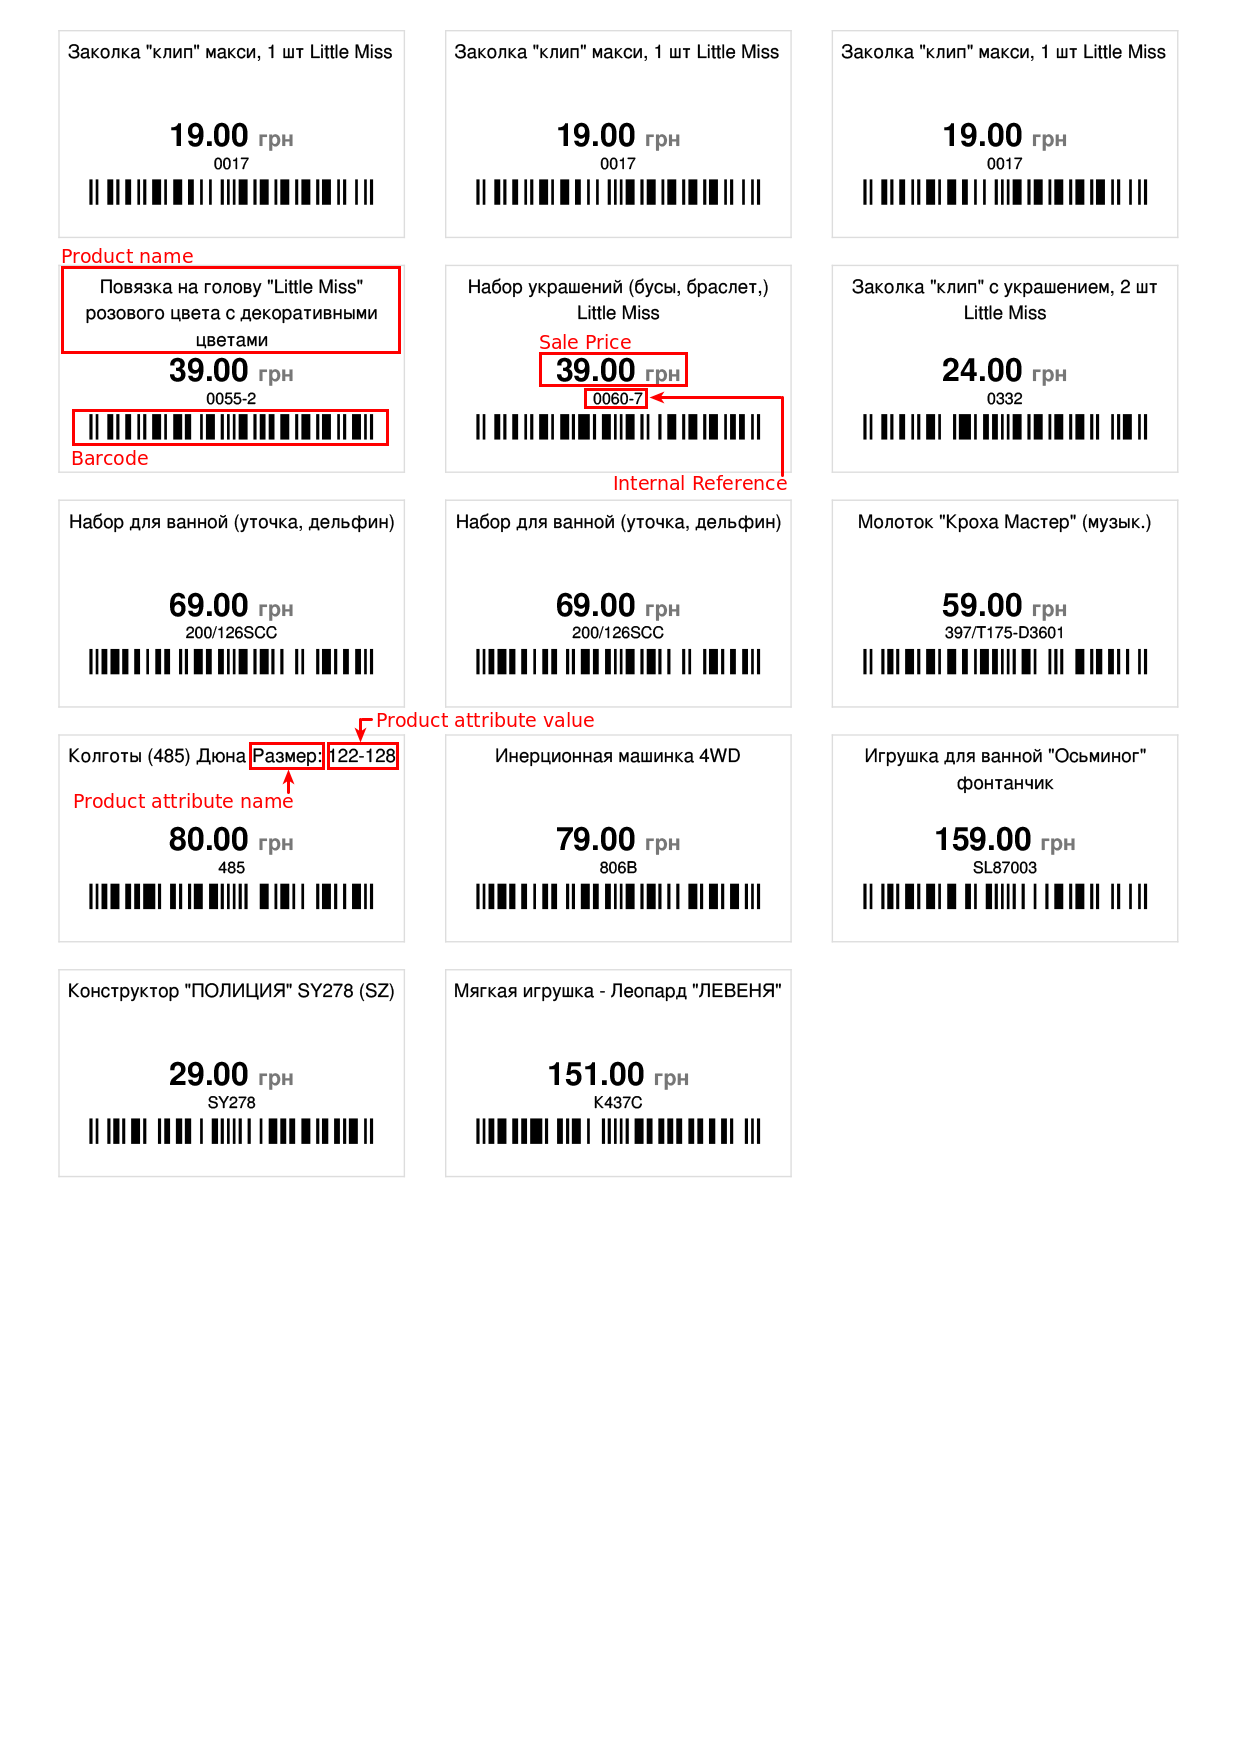 Заколка "клип" макси, 1 шт Little Miss
19.00 грн
0017
Заколка "клип" макси, 1 шт Little Miss
19.00 грн
0017
Заколка "клип" макси, 1 шт Little Miss
19.00 грн
0017
Product name
Повязка на голову "Little Miss"
розового цвета с декоративными
цветами
39.00 грн
0055-2
Barcode
Набор украшений (бусы, браслет,)
Little Miss
Sale Price
39.00 грн
0060-7
Internal Reference
Заколка "клип" с украшением, 2 шт
Little Miss
24.00 грн
0332
Набор для ванной (уточка, дельфин)
69.00 грн
200/126SCC
Набор для ванной (уточка, дельфин)
69.00 грн
200/126SCC
Молоток "Кроха Мастер" (музык.)
59.00 грн
397/T175-D3601
Product attribute value
Колготы (485) Дюна Размер: 122-128
Product attribute name
80.00 грн
485
Инерционная машинка 4WD
79.00 грн
806B
Игрушка для ванной "Осьминог"
фонтанчик
159.00 грн
SL87003
Конструктор "ПОЛИЦИЯ" SY278 (SZ)
29.00 грн
SY278
Мягкая игрушка - Леопард "ЛЕВЕНЯ"
151.00 грн
K437C